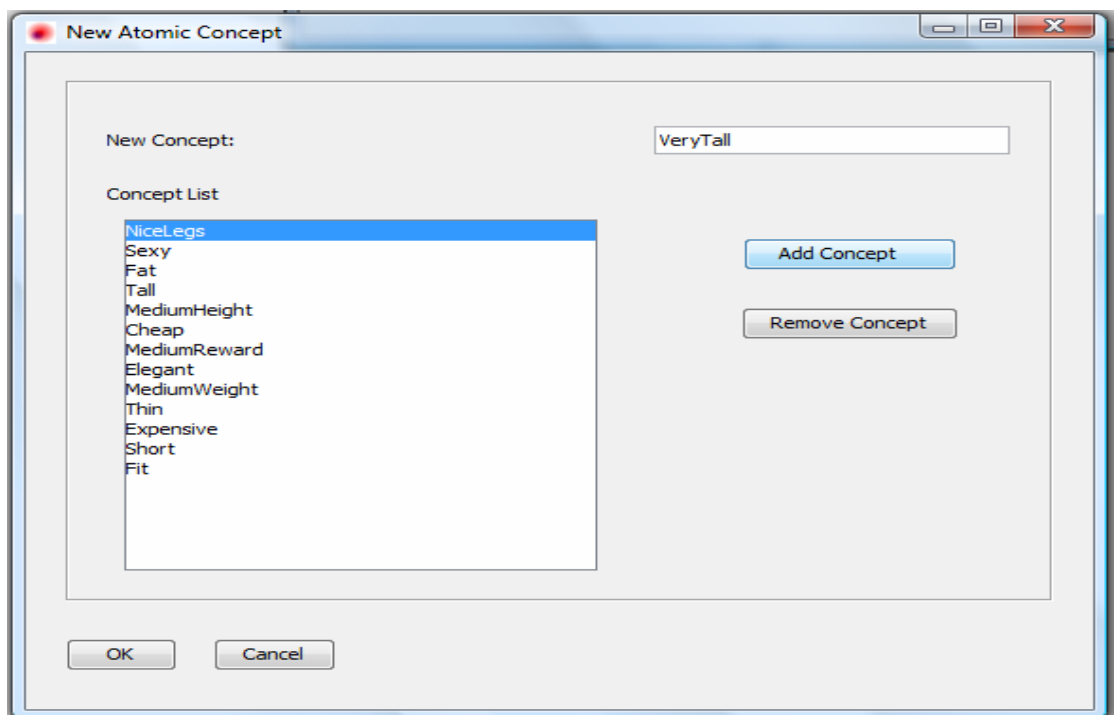 New Atomic Concept
New Concept:
VeryTall
Concept List
NiceLegs
Sexy
Fat
Tall
MediumHeight
Cheap
MediumReward
Elegant
MediumWeight
Thin
Expensive
Short
Fit
Add Concept
Remove Concept
OK
Cancel